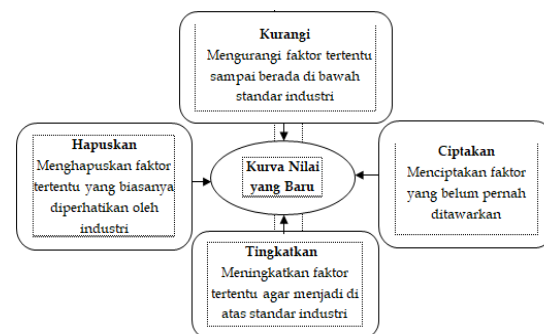 Kurangi
Mengurangi faktor tertentu
sampai berada di bawah
standar industri
Hapuskan
Menghapuskan faktor
tertentu yang biasanya
diperhatikan oleh
industri
Kurva Nilai
yang Baru
Ciptakan
Menciptakan faktor
yang belum pernah
ditawarkan
Tingkatkan
Meningkatkan faktor
tertentu agar menjadi di
atas standar industri